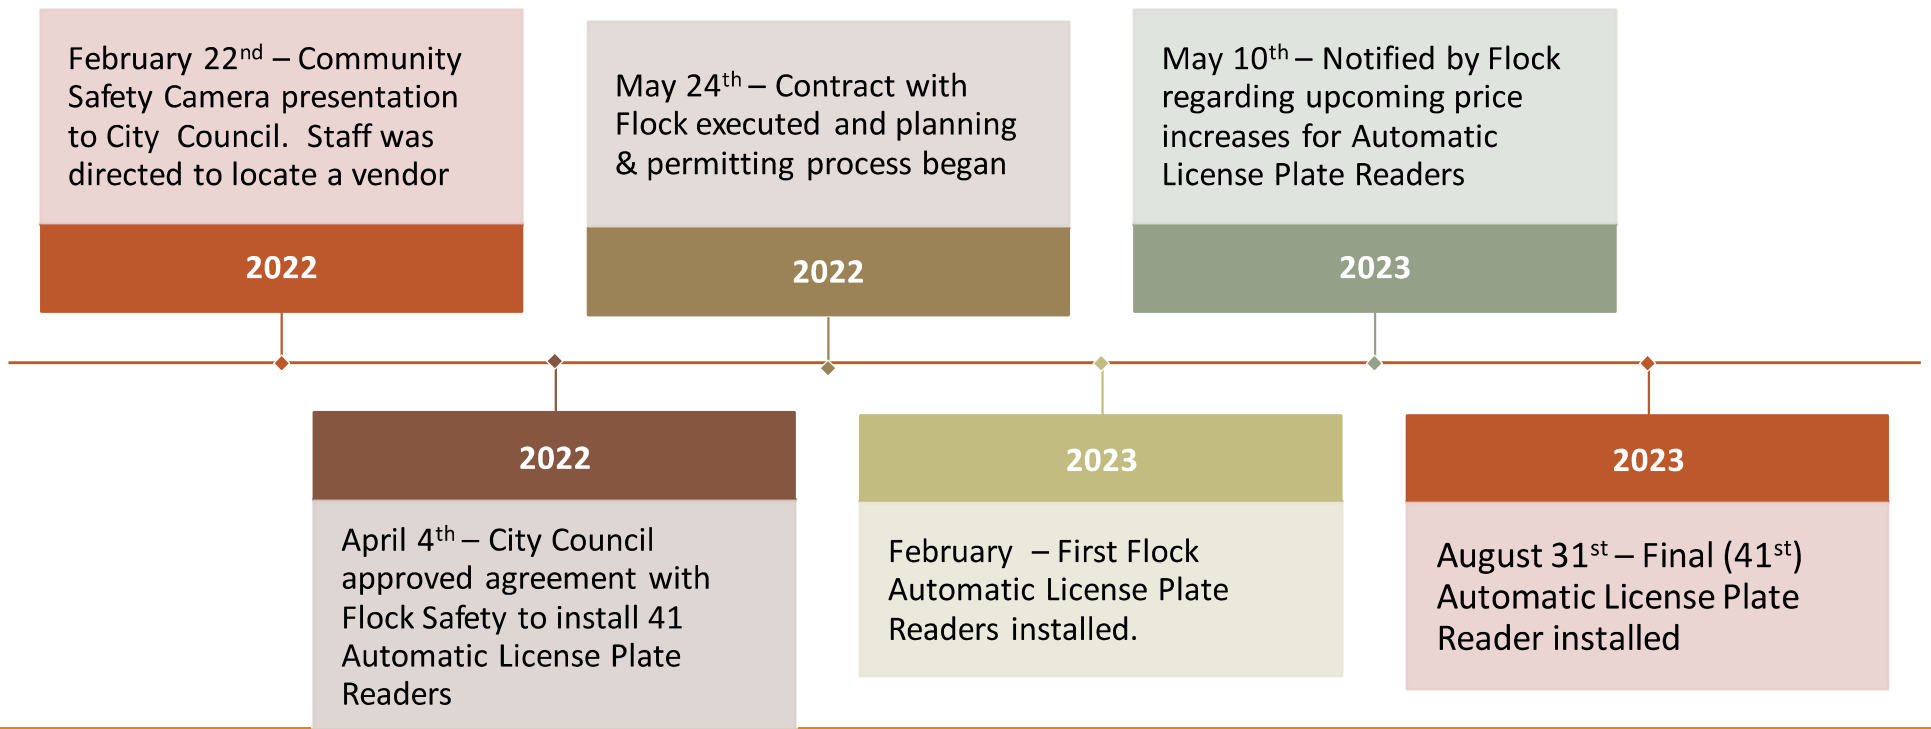 February 22nd – Community
Safety Camera presentation
to City Council. Staff was
directed to locate a vendor
2022
April 4th – City Council
approved agreement with
Flock Safety to install 41
Automatic License Plate
Readers
2022
May 24th – Contract with
Flock executed and planning
& permitting process began
2022
February – First Flock
Automatic License Plate
Readers installed.
2023
May 10th – Notified by Flock
regarding upcoming price
increases for Automatic
License Plate Readers
2023
August 31st – Final (41st)
Automatic License Plate
Reader installed
2023